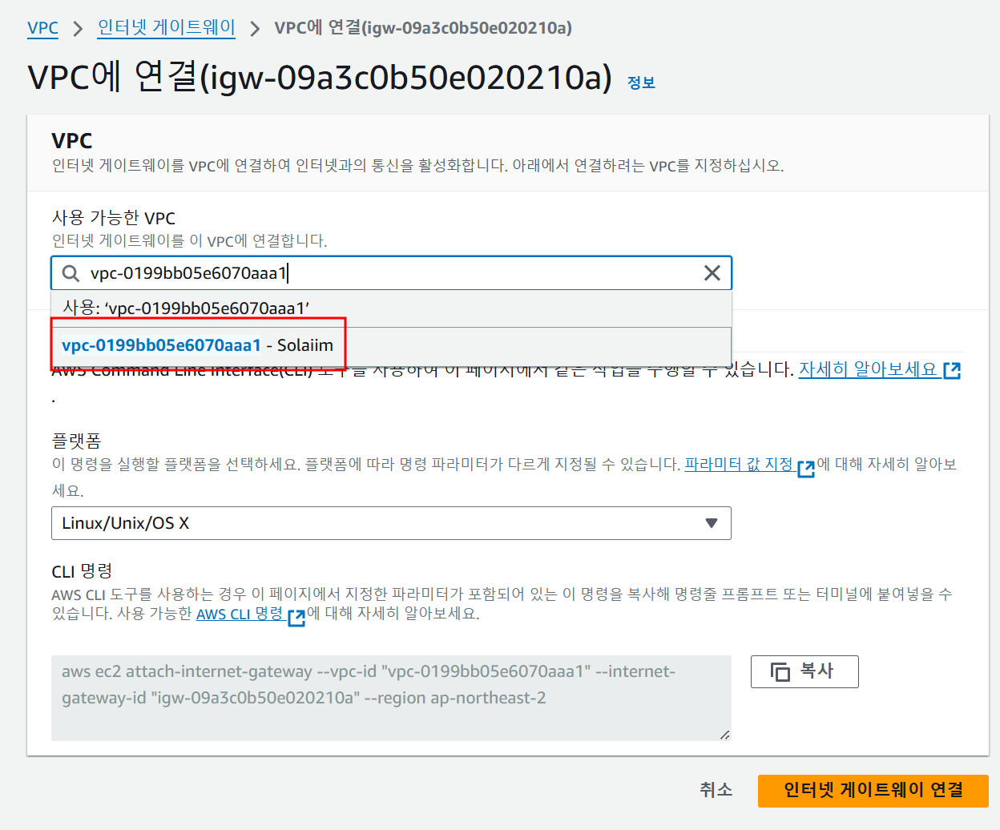 VPC > 인터넷 게이트웨이 > VPC에 연결(igw-09a3c0b50e020210a)
VPC에 연결(igw-09a3c0b50e020210a) 정보
VPC
인터넷 게이트웨이를 VPC에 연결하여 인터넷과의 통신을 활성화합니다. 아래에서 연결하려는 VPC를 지정하십시오.
사용 가능한 VPC
인터넷 게이트웨이를 이 VPC에 연결합니다.
vpc-0199bb05e6070aaa1
사용: ‘vpc-0199bb05e6070aaa1’
vpc-0199bb05e6070aaa1 - Solaiim
AWS Command Line Interface(CLI) 도구를 사용하여 이 페이지에서 같은 작업을 수행할 수 있습니다. 자세히 알아보세요
.
플랫폼
이 명령을 실행할 플랫폼을 선택하세요. 플랫폼에 따라 명령 파라미터가 다르게 지정될 수 있습니다. 파라미터 값 지정에 대해 자세히 알아보
세요.
Linux/Unix/OS X
CLI 명령
AWS CLI 도구를 사용하는 경우 이 페이지에서 지정한 파라미터가 포함되어 있는 이 명령을 복사해 명령줄 프롬프트 또는 터미널에 붙여넣을 수
있습니다. 사용 가능한 AWS CLI 명령에 대해 자세히 알아보세요.
aws ec2 attach-internet-gateway --vpc-id "vpc-0199bb05e6070aaa1" --internet-
gateway-id "igw-09a3c0b50e020210a" --region ap-northeast-2
복사
취소
인터넷 게이트웨이 연결